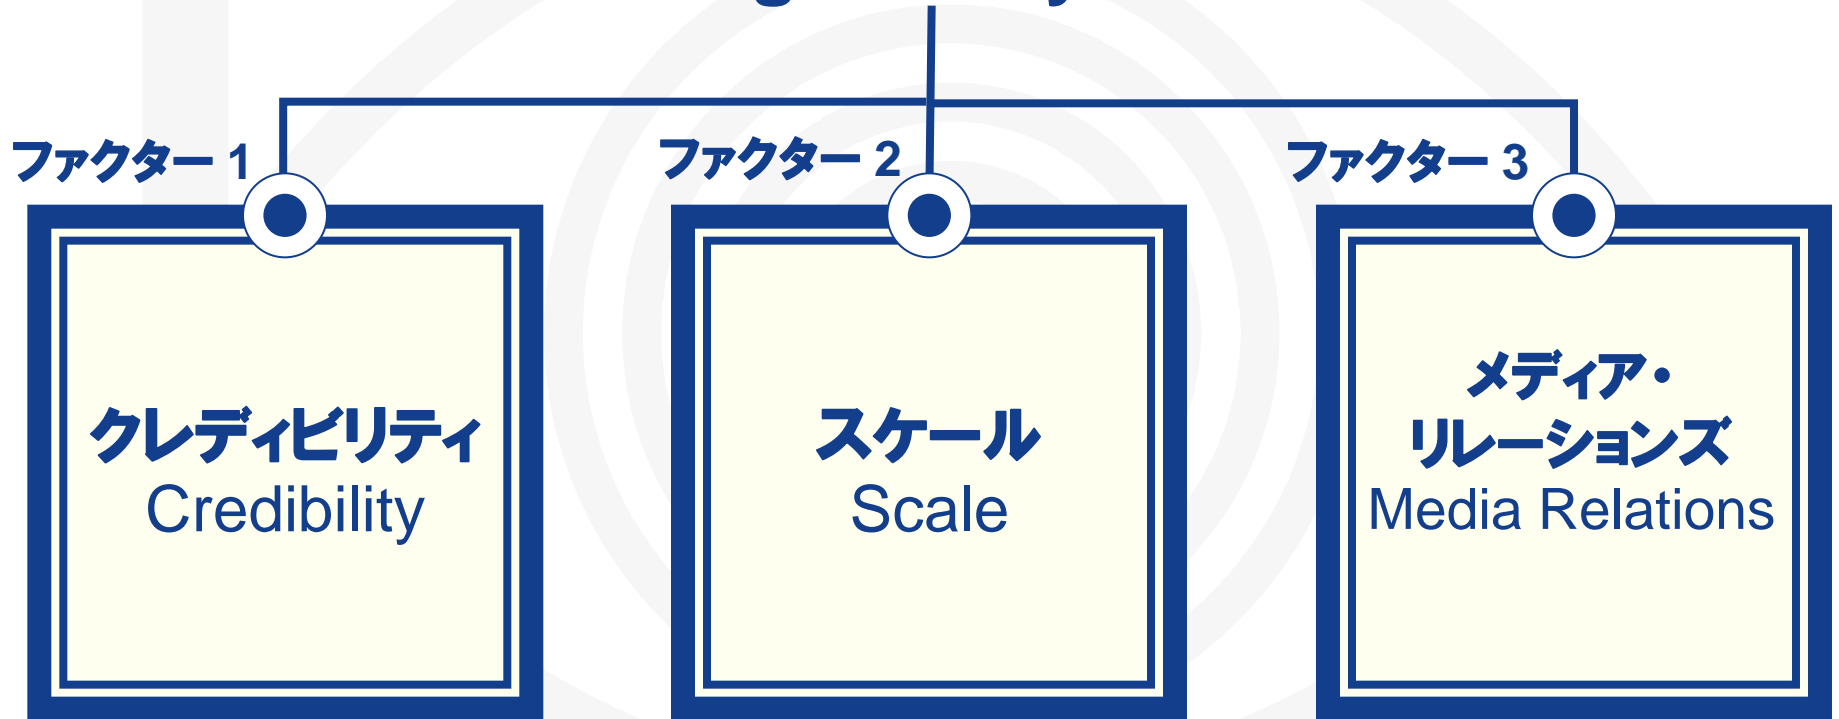 ファクター 1
ファクター 2
ファクター 3
クレディビリティ
Credibility
スケール
Scale
メディア・
リレーションズ
Media Relations